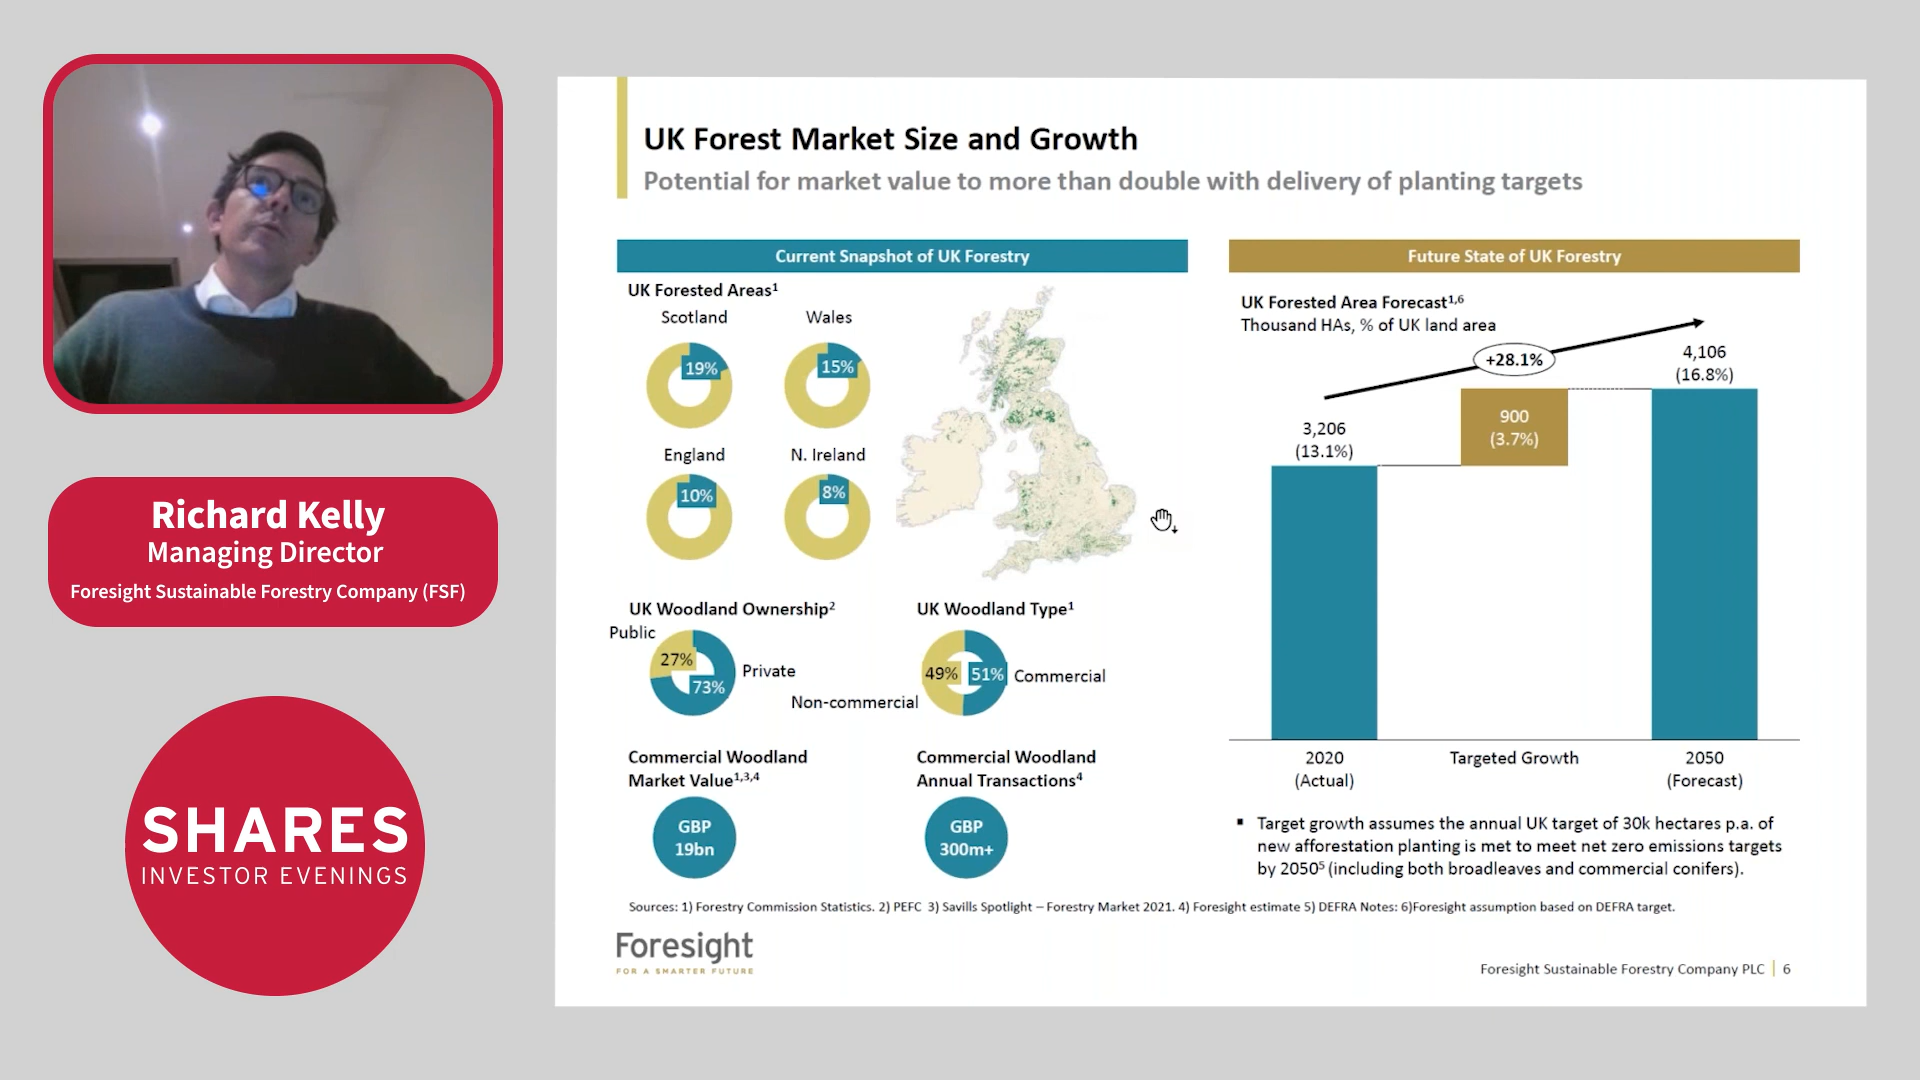 Richard Kelly
Managing Director
Foresight Sustainable Forestry Company (FSF)
SHARES
INVESTOR EVENINGS
UK Forest Market Size and Growth
Potential for market value to more than double with delivery of planting targets
Current Snapshot of UK Forestry
UK Forested Areas¹
Scotland
Wales
19%
15%
England
N. Ireland
10%
8%
UK Woodland Ownership²
Public
27%
73%
Private
UK Woodland Type¹
49%
51%
Commercial
Non-commercial
Commercial Woodland
Market Value¹,³,⁴
GBP
19bn
Commercial Woodland
Annual Transactions⁴
GBP
300m+
Future State of UK Forestry
UK Forested Area Forecast¹,⁶
Thousand HAs, % of UK land area
+28.1%
3,206
(13.1%)
900
(3.7%)
4,106
(16.8%)
2020
(Actual)
Targeted Growth
2050
(Forecast)
▪ Target growth assumes the annual UK target of 30k hectares p.a. of
new afforestation planting is met to meet net zero emissions targets
by 2050⁵ (including both broadleaves and commercial conifers).
Sources: 1) Forestry Commission Statistics. 2) PEFC 3) Savills Spotlight – Forestry Market 2021. 4) Foresight estimate 5) DEFRA Notes: 6)Foresight assumption based on DEFRA target.
Foresight
FOR A SMARTER FUTURE
Foresight Sustainable Forestry Company PLC | 6